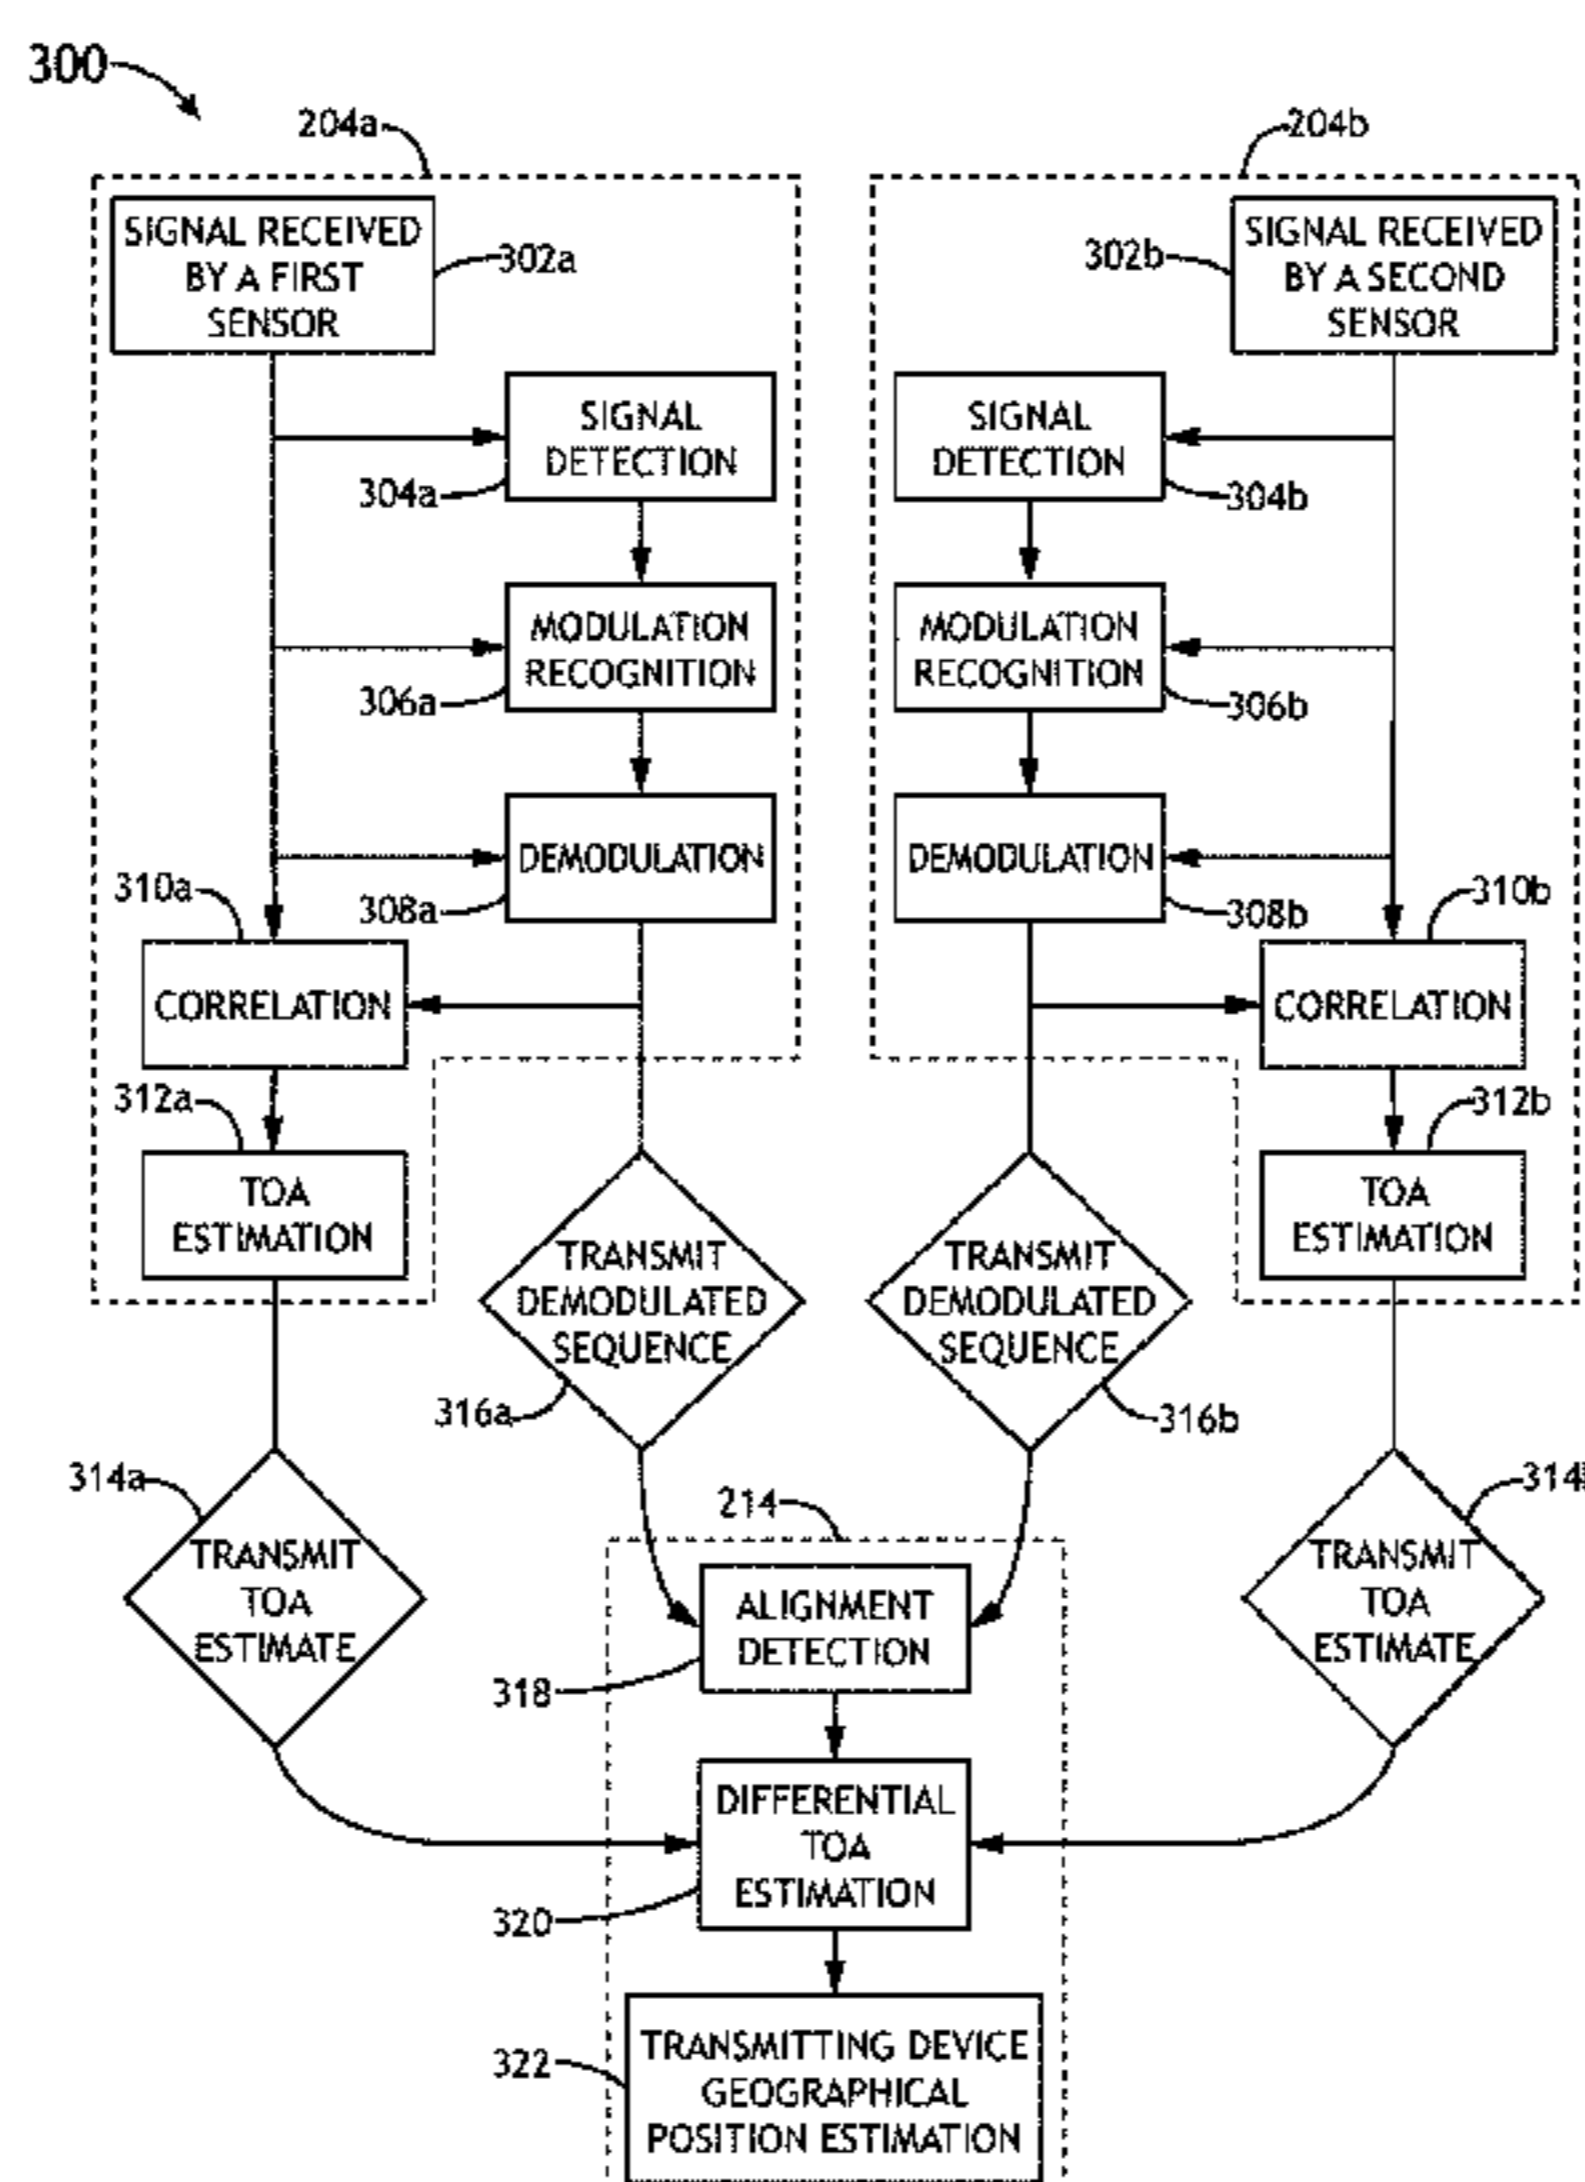 300
204a
204b
SIGNAL RECEIVED
BY A FIRST
SENSOR
302a
302b
SIGNAL RECEIVED
BY A SECOND
SENSOR
SIGNAL
DETECTION
304a
SIGNAL
DETECTION
304b
MODULATION
RECOGNITION
306a
MODULATION
RECOGNITION
306b
DEMODULATION
308a
DEMODULATION
308b
310a
CORRELATION
310b
CORRELATION
312a
TOA
ESTIMATION
312b
TOA
ESTIMATION
TRANSMIT
DEMODULATED
SEQUENCE
316a
TRANSMIT
DEMODULATED
SEQUENCE
316b
314a
TRANSMIT
TOA
ESTIMATE
214
314
TRANSMIT
TOA
ESTIMATE
ALIGNMENT
DETECTION
318
DIFFERENTIAL
TOA
ESTIMATION
320
322
TRANSMITTING DEVICE
GEOGRAPHICAL
POSITION ESTIMATION